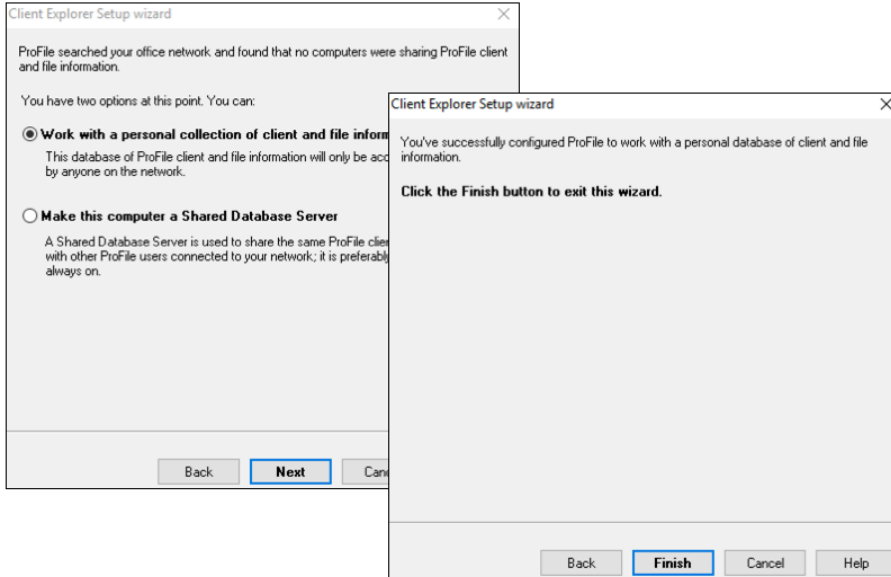 Client Explorer Setup wizard
ProFile searched your office network and found that no computers were sharing ProFile client
and file information.
You have two options at this point. You can:
Work with a personal collection of client and file
This database of ProFile client and file information will only be
by anyone on the network.
Make this computer a Shared Database Server
A Shared Database Server is used to share the same ProFile
with other ProFile users connected to your network; it is
always on.
Back
Next
Client Explorer Setup wizard
You've successfully configured ProFile to work with a personal database of client and file
information.
Click the Finish button to exit this wizard.
Back
Finish
Cancel
Help